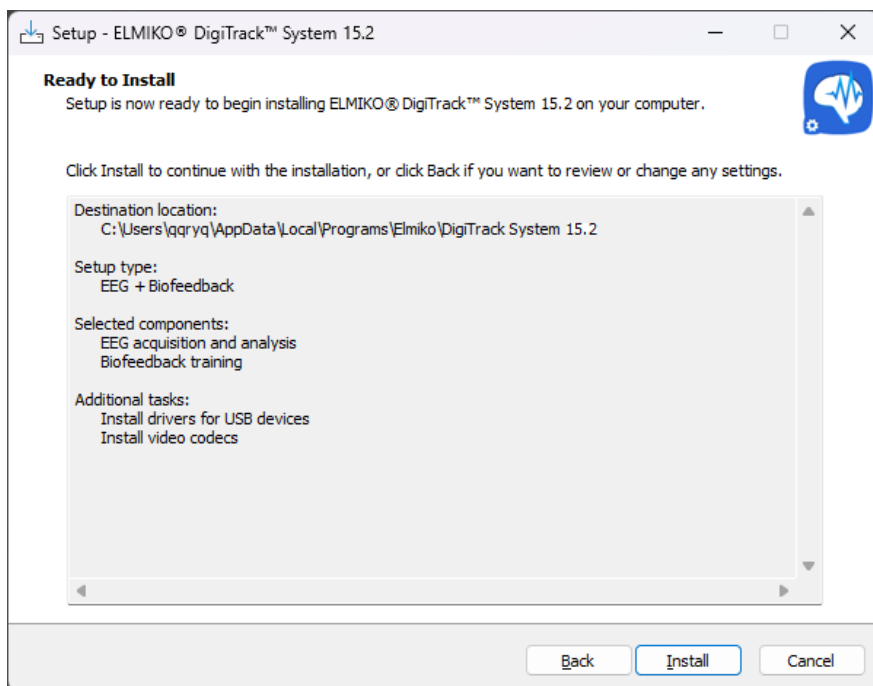 Setup - ELMIKO® DigiTrack™ System 15.2
Ready to Install
Setup is now ready to begin installing ELMIKO® DigiTrack™ System 15.2 on your computer.
Click Install to continue with the installation, or click Back if you want to review or change any settings.
Destination location:
C:\Users\qqryq\AppData\Local\Programs\Elmiko\DigiTrack System 15.2
Setup type:
EEG + Biofeedback
Selected components:
EEG acquisition and analysis
Biofeedback training
Additional tasks:
Install drivers for USB devices
Install video codecs
Back Install Cancel